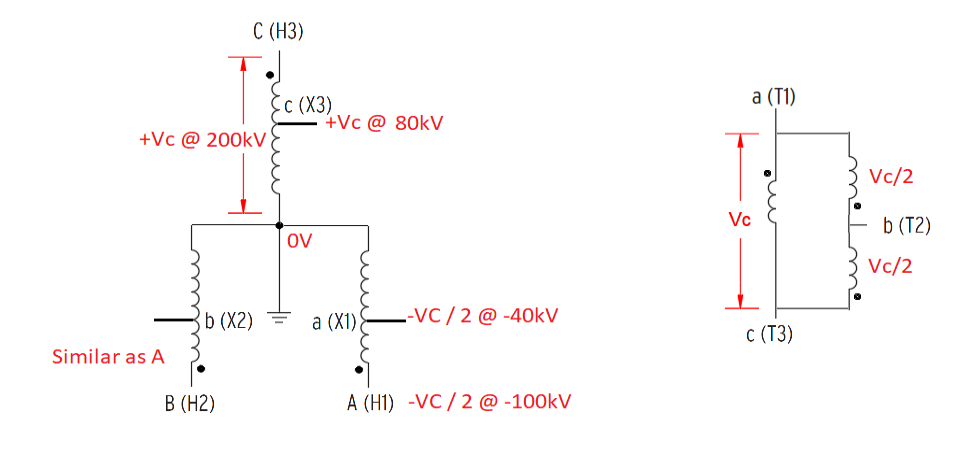 C (H3)
c (X3)
+Vc @ 80kV
+Vc @ 200kV
0V
b (X2)
a (X1)
-VC / 2 @ -40kV
Similar as A
B (H2)
A (H1)
-VC / 2 @ -100kV
a (T1)
Vc/2
Vc
b (T2)
Vc/2
c (T3)